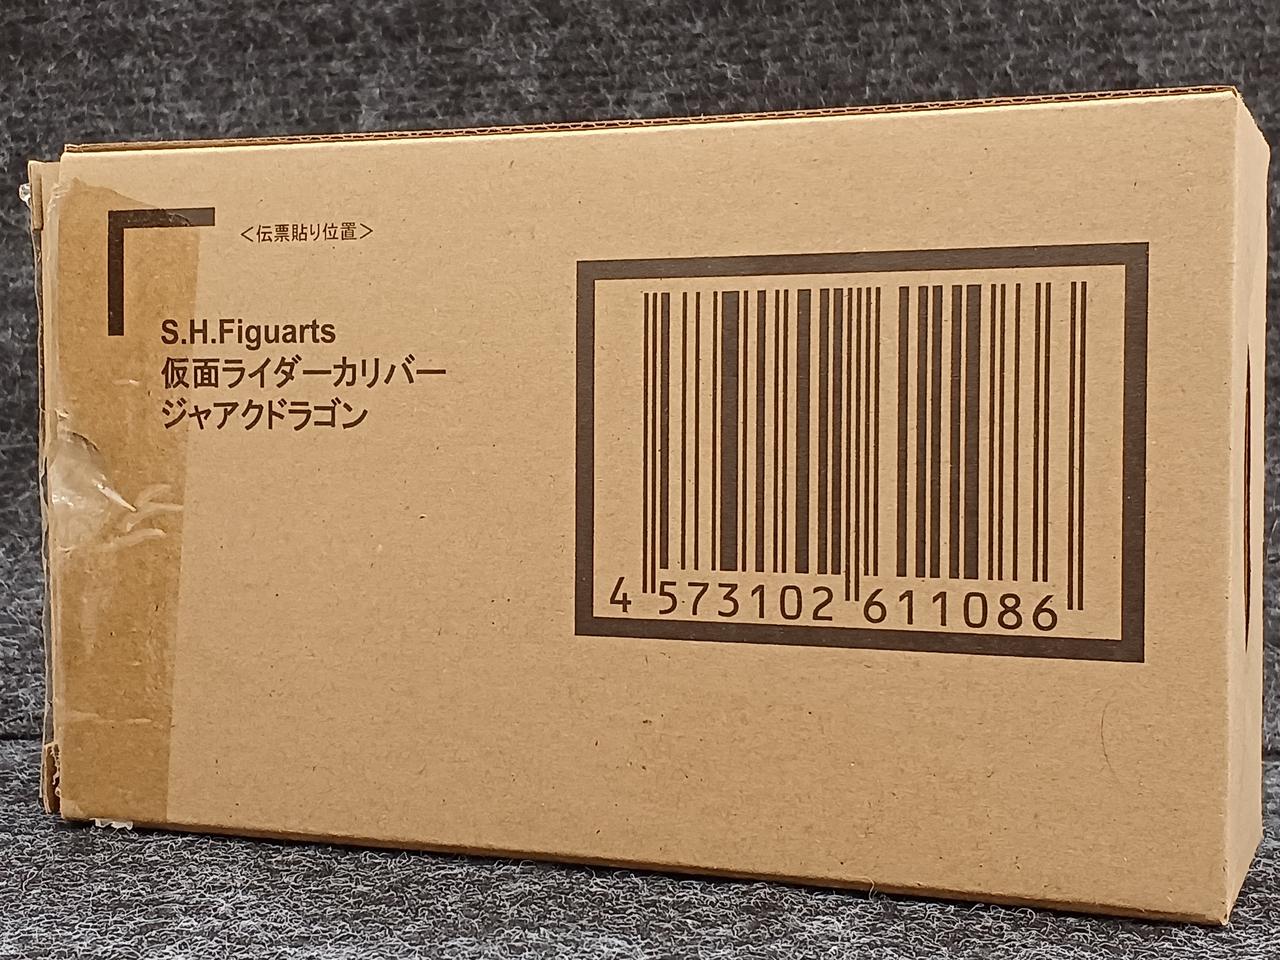 <伝票貼り位置>
S.H.Figuarts
仮面ライダーカリバー
ジャアクドラゴン
4 573102 611086